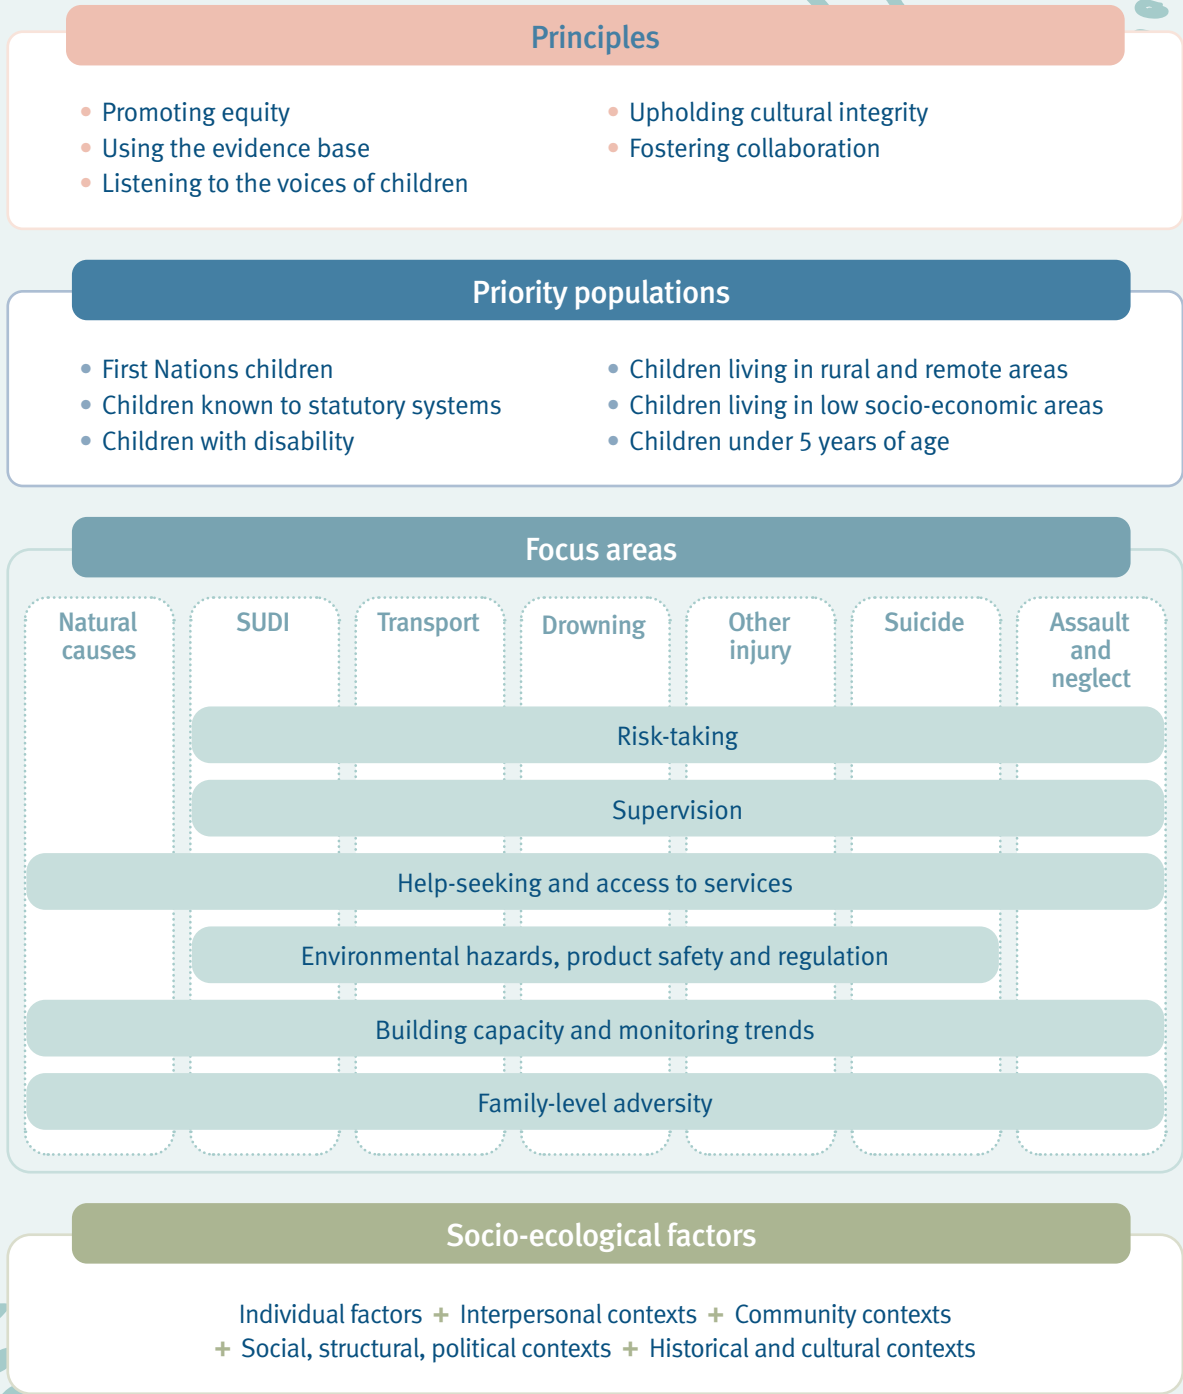 Principles
• Promoting equity
• Using the evidence base
• Listening to the voices of children
• Upholding cultural integrity
• Fostering collaboration
Priority populations
• First Nations children
• Children known to statutory systems
• Children with disability
• Children living in rural and remote areas
• Children living in low socio-economic areas
• Children under 5 years of age
Focus areas
Natural
causes
SUDI
Transport
Drowning
Other
injury
Suicide
Assault
and
neglect
Risk-taking
Supervision
Help-seeking and access to services
Environmental hazards, product safety and regulation
Building capacity and monitoring trends
Family-level adversity
Socio-ecological factors
Individual factors + Interpersonal contexts + Community contexts
+ Social, structural, political contexts + Historical and cultural contexts